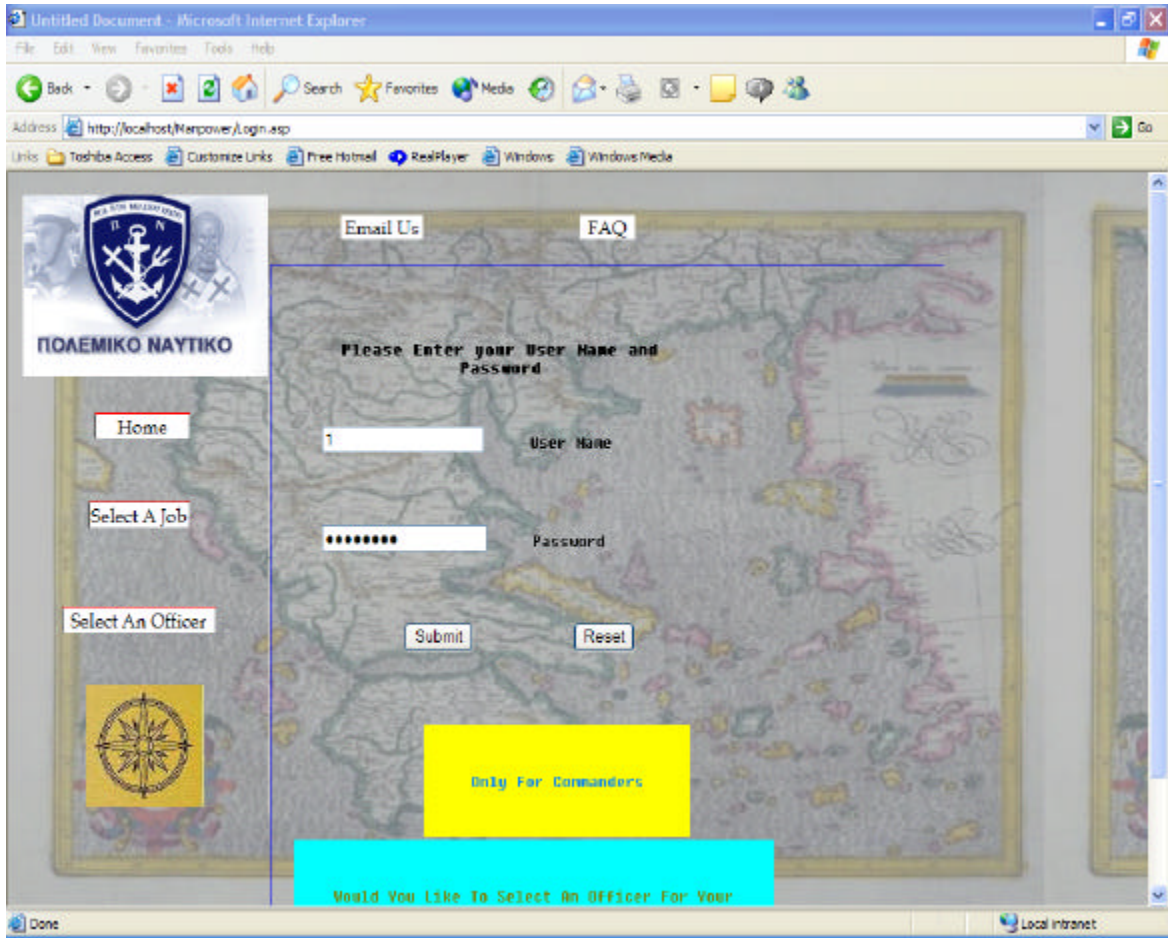 Untitled Document - Microsoft Internet Explorer
File Edit View Favorites Tools Help
Back Search Favorites Media
Address http://localhost/Manpower/Login.asp Go
Links Toshiba Access Customize Links Free Hotmail RealPlayer Windows Windows Media
Email Us FAQ
Π Ν
ΠΟΛΕΜΙΚΟ ΝΑΥΤΙΚΟ
Please Enter your User Name and
Password
Home
1 User Name
Select A Job
•••••••• Password
Select An Officer
Submit Reset
Only For Commanders
Would You Like To Select An Officer For Your
Done Local intranet